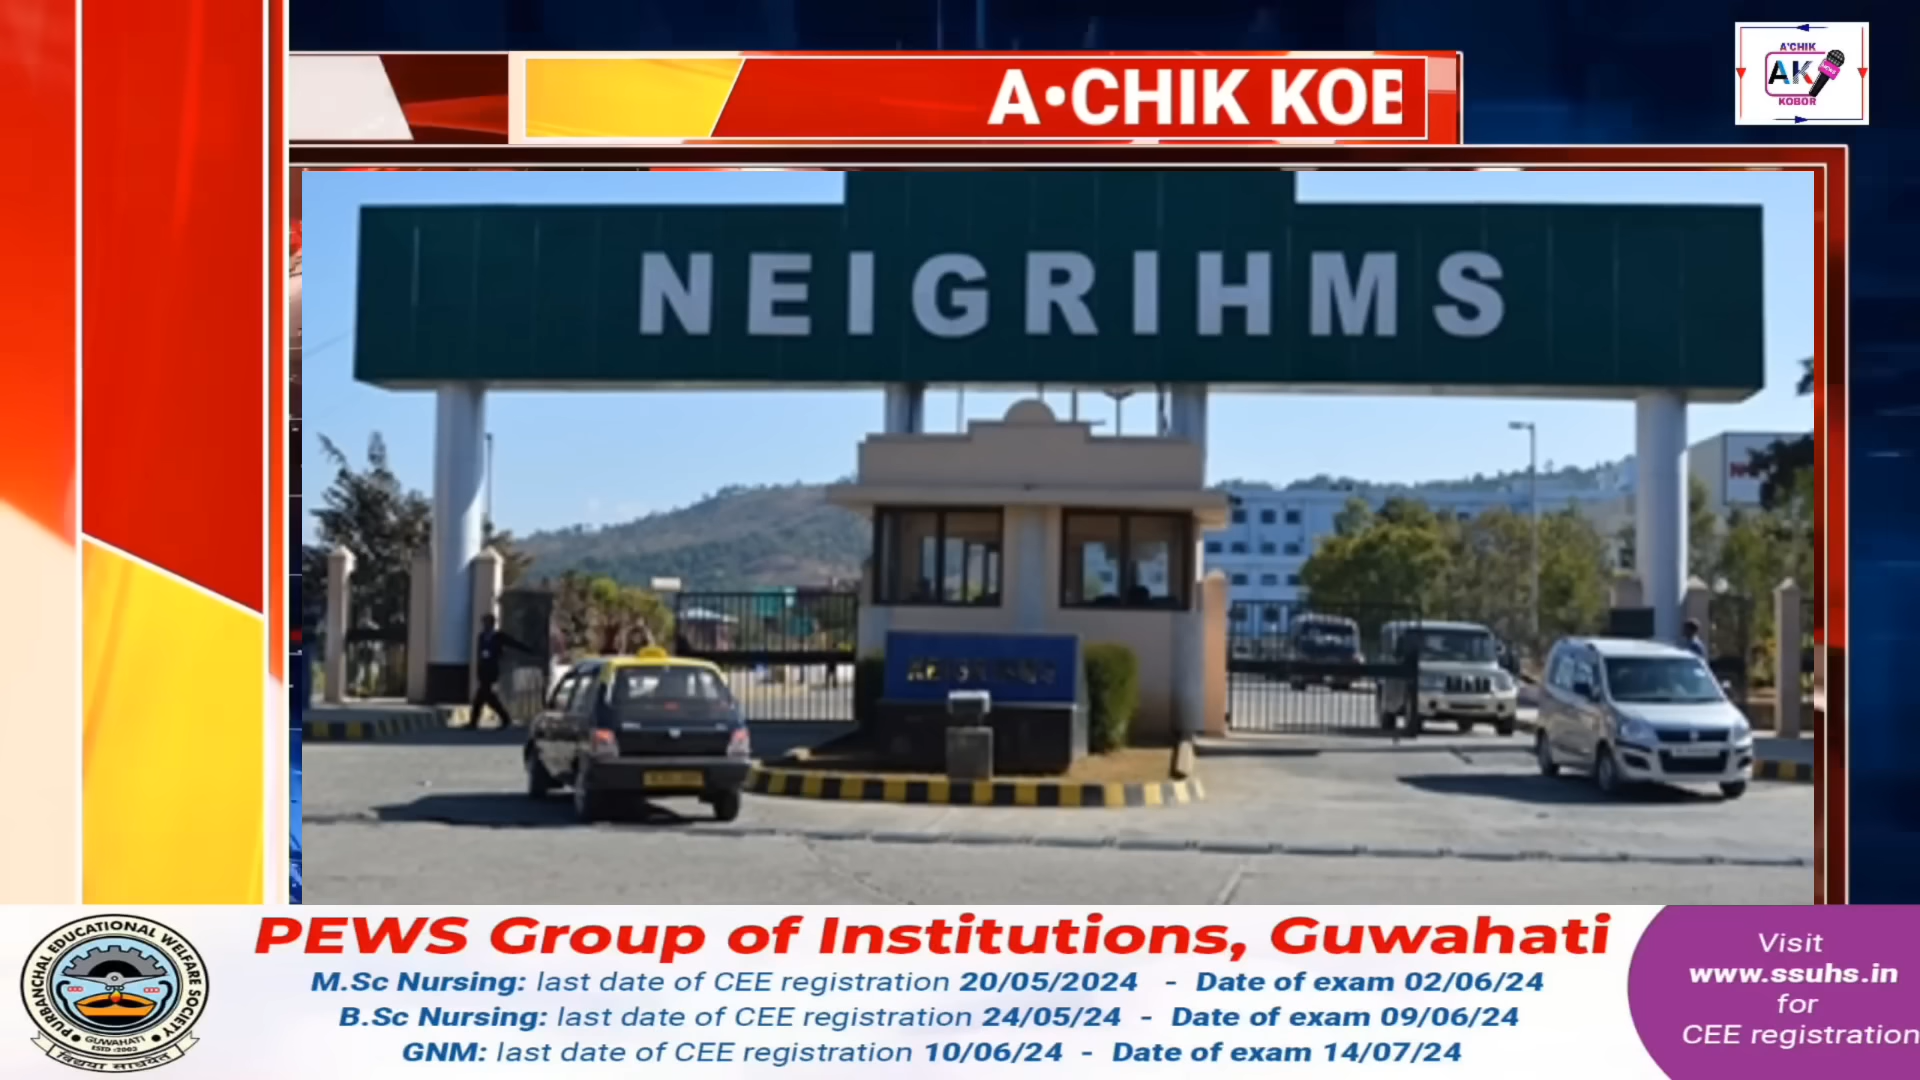 A•CHIK KOB
A'CHIK
AK
KOBOR
NEIGRIHMS
PURBANCHAL EDUCATIONAL WELFARE SOCIETY
GUWAHATI
ESTD :2003
PEWS Group of Institutions, Guwahati
M.Sc Nursing: last date of CEE registration 20/05/2024 - Date of exam 02/06/24
B.Sc Nursing: last date of CEE registration 24/05/24 - Date of exam 09/06/24
GNM: last date of CEE registration 10/06/24 - Date of exam 14/07/24
Visit
www.ssuhs.in
for
CEE registration